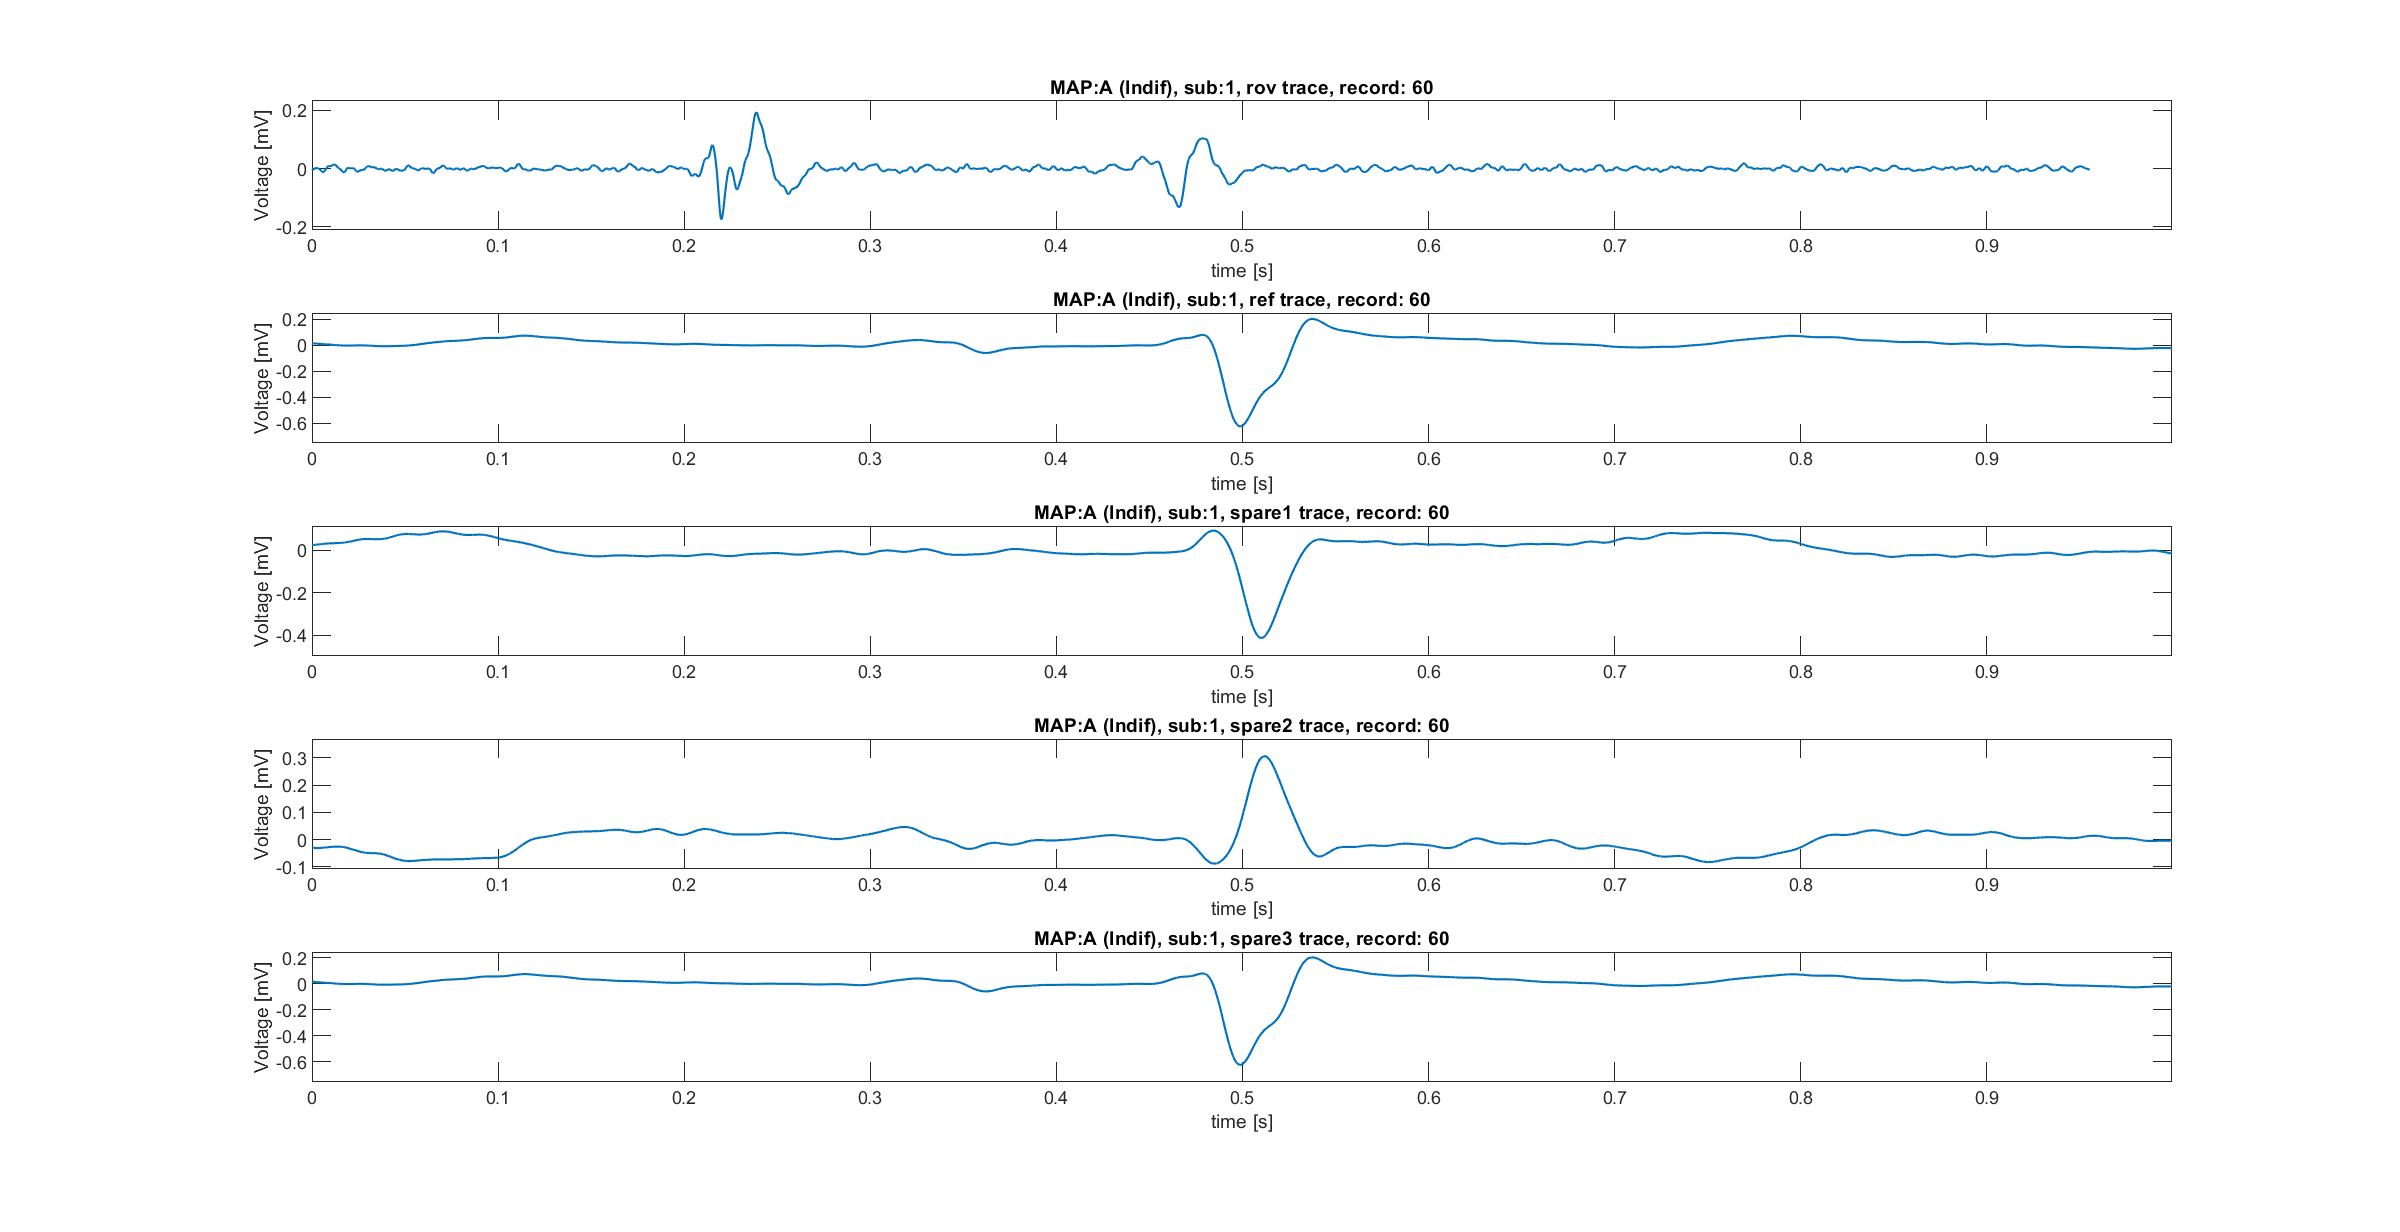 MAP:A (Indif), sub:1, rov trace, record: 60
Voltage [mV]
0.2
0
-0.2
0 0.1 0.2 0.3 0.4 0.5 0.6 0.7 0.8 0.9
time [s]
MAP:A (Indif), sub:1, ref trace, record: 60
Voltage [mV]
0.2
0
-0.2
-0.4
-0.6
0 0.1 0.2 0.3 0.4 0.5 0.6 0.7 0.8 0.9
time [s]
MAP:A (Indif), sub:1, spare1 trace, record: 60
Voltage [mV]
0
-0.2
-0.4
0 0.1 0.2 0.3 0.4 0.5 0.6 0.7 0.8 0.9
time [s]
MAP:A (Indif), sub:1, spare2 trace, record: 60
Voltage [mV]
0.3
0.2
0.1
0
-0.1
0 0.1 0.2 0.3 0.4 0.5 0.6 0.7 0.8 0.9
time [s]
MAP:A (Indif), sub:1, spare3 trace, record: 60
Voltage [mV]
0.2
0
-0.2
-0.4
-0.6
0 0.1 0.2 0.3 0.4 0.5 0.6 0.7 0.8 0.9
time [s]